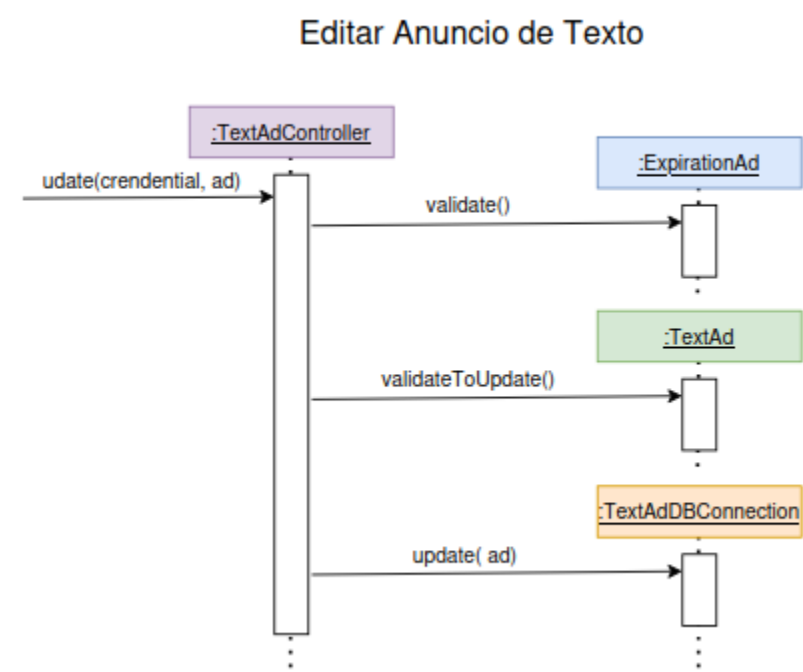 Editar Anuncio de Texto
:TextAdController
:ExpirationAd
udate(crendential, ad)
validate()
:TextAd
validateToUpdate()
:TextAdDBConnection
update( ad)